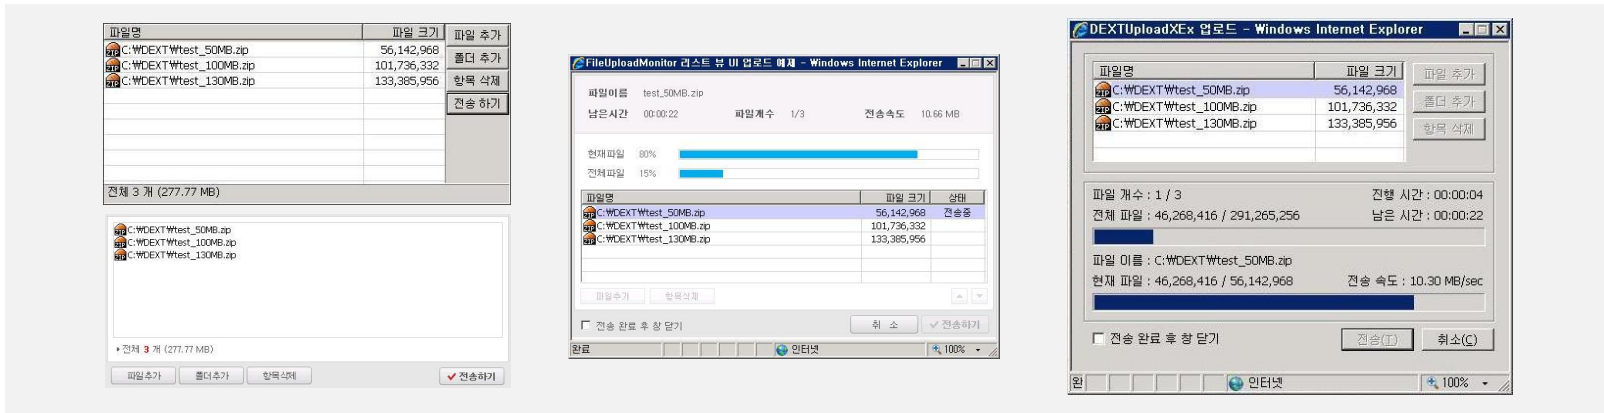 파일명 파일 크기
C:₩DEXT₩test_50MB.zip 56,142,968
C:₩DEXT₩test_100MB.zip 101,736,332
C:₩DEXT₩test_130MB.zip 133,385,956
파일 추가
폴더 추가
항목 삭제
전송 하기
전체 3 개 (277.77 MB)
C:₩DEXT₩test_50MB.zip
C:₩DEXT₩test_100MB.zip
C:₩DEXT₩test_130MB.zip
전체 3 개 (277.77 MB)
파일추가 폴더추가 항목삭제 전송하기
FileUploadMonitor 리스트 뷰 UI 업로드 예제 - Windows Internet Explorer
파일이름 test_50MB.zip
남은시간 00:00:22 파일개수 1/3 전송속도 10.66 MB
현재파일 80%
전체파일 15%
파일명 파일 크기 상태
C:₩DEXT₩test_50MB.zip 56,142,968 전송중
C:₩DEXT₩test_100MB.zip 101,736,332
C:₩DEXT₩test_130MB.zip 133,385,956
파일추가 항목삭제
전송 완료 후 창 닫기 취 소 전송하기
완료 인터넷 100%
DEXTUploadXEx 업로드 - Windows Internet Explorer
파일명 파일 크기
C:₩DEXT₩test_50MB.zip 56,142,968
C:₩DEXT₩test_100MB.zip 101,736,332
C:₩DEXT₩test_130MB.zip 133,385,956
파일 추가
폴더 추가
항목 삭제
파일 개수 : 1 / 3 진행 시간 : 00:00:04
전체 파일 : 46,268,416 / 291,265,256 남은 시간 : 00:00:22
파일 이름 : C:₩DEXT₩test_50MB.zip
현재 파일 : 46,268,416 / 56,142,968 전송 속도 : 10.30 MB/sec
전송 완료 후 창 닫기 전송(T) 취소(C)
완 인터넷 100%